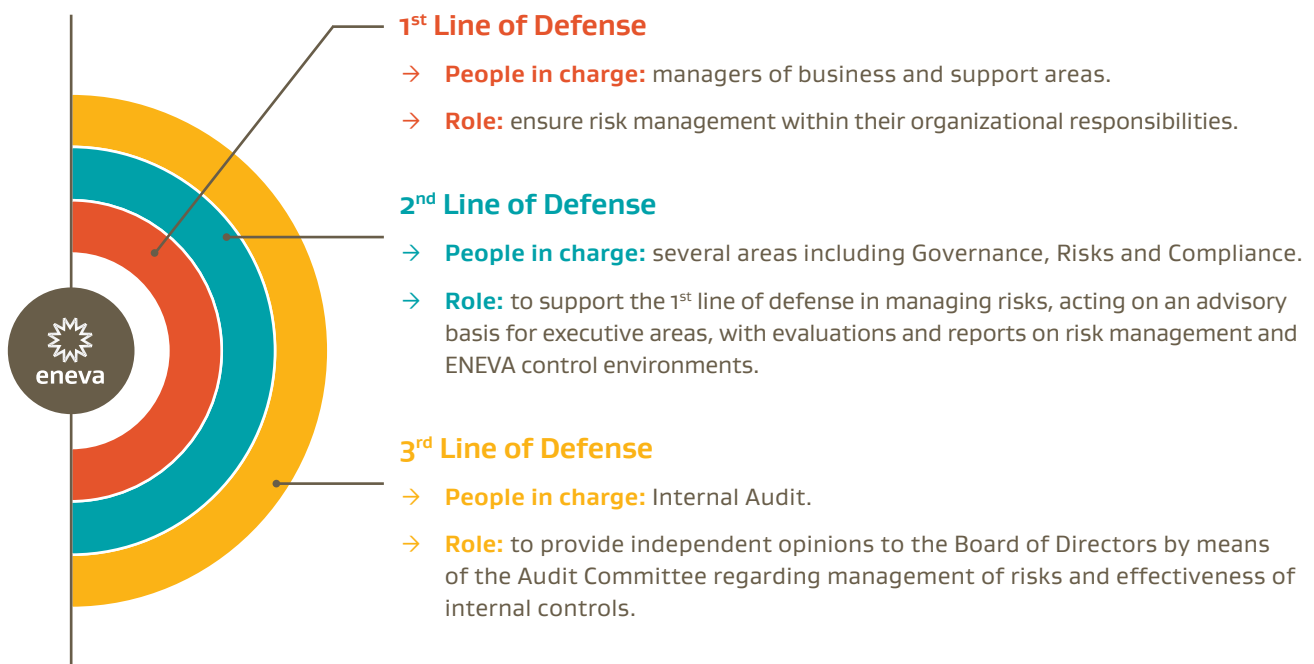 1st Line of Defense
→ People in charge: managers of business and support areas.
→ Role: ensure risk management within their organizational responsibilities.
2nd Line of Defense
→ People in charge: several areas including Governance, Risks and Compliance.
→ Role: to support the 1st line of defense in managing risks, acting on an advisory
basis for executive areas, with evaluations and reports on risk management and
ENEVA control environments.
eneva
3rd Line of Defense
→ People in charge: Internal Audit.
→ Role: to provide independent opinions to the Board of Directors by means
of the Audit Committee regarding management of risks and effectiveness of
internal controls.